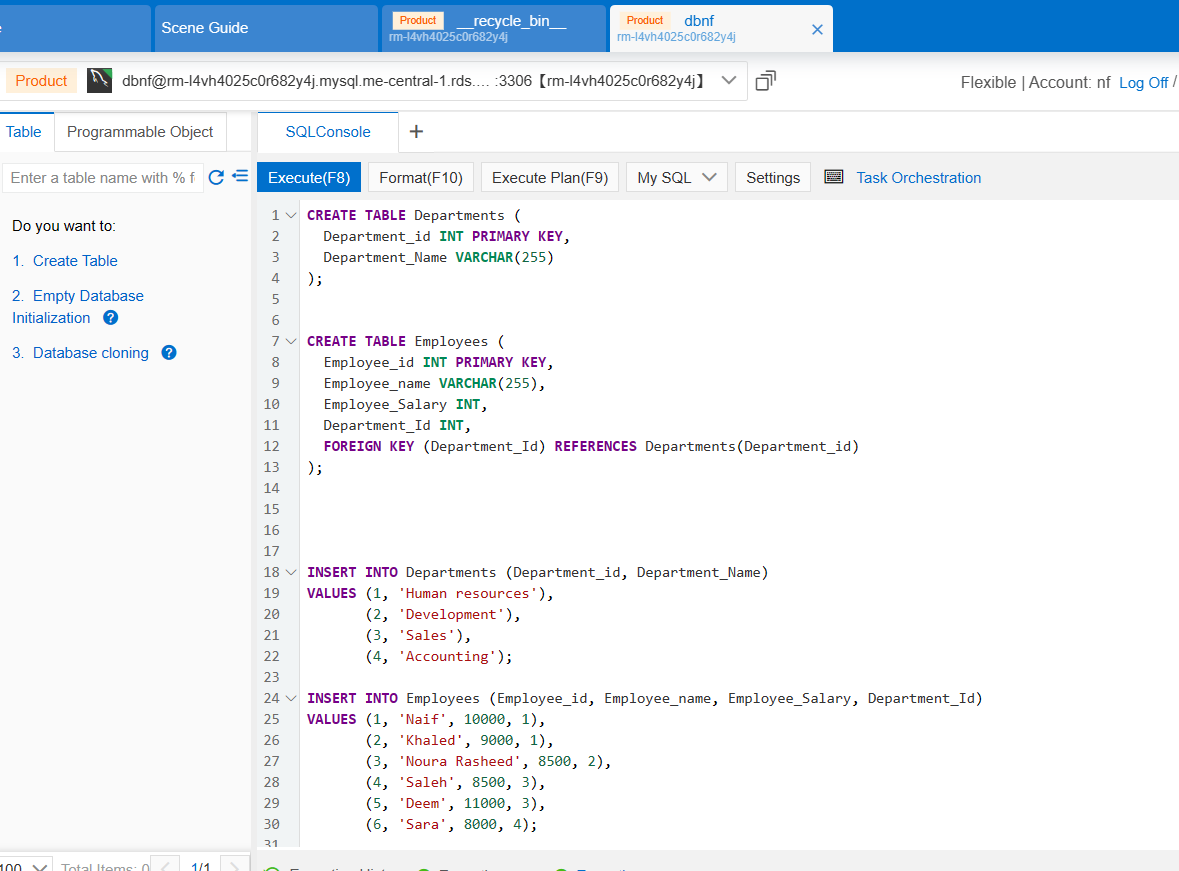 Scene Guide
Product __recycle_bin__
rm-l4vh4025c0r682y4j
Product dbnf
rm-l4vh4025c0r682y4j
Product dbnf@rm-l4vh4025c0r682y4j.mysql.me-central-1.rds.... :3306【rm-l4vh4025c0r682y4j】
Flexible | Account: nf Log Off /
Table Programmable Object
SQLConsole +
Enter a table name with % f
Execute(F8) Format(F10) Execute Plan(F9) My SQL Settings Task Orchestration
Do you want to:
1. Create Table
2. Empty Database
Initialization ?
3. Database cloning ?
1 CREATE TABLE Departments (
2 Department_id INT PRIMARY KEY,
3 Department_Name VARCHAR(255)
4 );
5
6
7 CREATE TABLE Employees (
8 Employee_id INT PRIMARY KEY,
9 Employee_name VARCHAR(255),
10 Employee_Salary INT,
11 Department_Id INT,
12 FOREIGN KEY (Department_Id) REFERENCES Departments(Department_id)
13 );
14
15
16
17
18 INSERT INTO Departments (Department_id, Department_Name)
19 VALUES (1, 'Human resources'),
20 (2, 'Development'),
21 (3, 'Sales'),
22 (4, 'Accounting');
23
24 INSERT INTO Employees (Employee_id, Employee_name, Employee_Salary, Department_Id)
25 VALUES (1, 'Naif', 10000, 1),
26 (2, 'Khaled', 9000, 1),
27 (3, 'Noura Rasheed', 8500, 2),
28 (4, 'Saleh', 8500, 3),
29 (5, 'Deem', 11000, 3),
30 (6, 'Sara', 8000, 4);
31
100 Total Items: 0 1/1